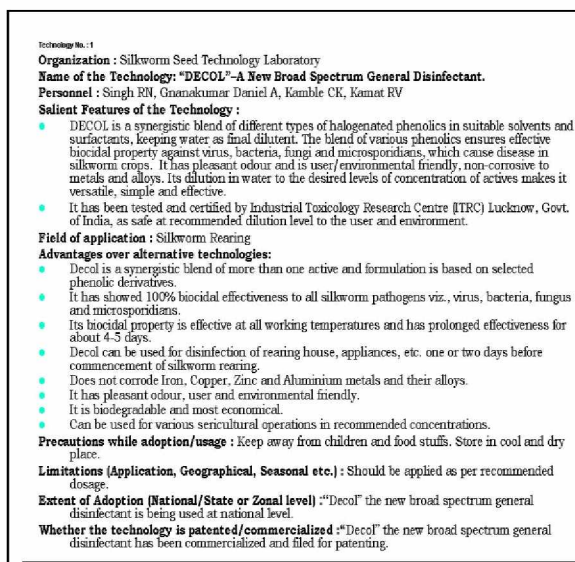 Technology No. : 1
Organization : Silkworm Seed Technology Laboratory
Name of the Technology: "DECOL"–A New Broad Spectrum General Disinfectant.
Personnel : Singh RN, Gnanakumar Daniel A, Kamble CK, Kamat RV
Salient Features of the Technology :
DECOL is a synergistic blend of different types of halogenated phenolics in suitable solvents and
surfactants, keeping water as final dilutent. The blend of various phenolics ensures effective
biocidal property against virus, bacteria, fungi and microsporidians, which cause disease in
silkworm crops. It has pleasant odour and is user/environmental friendly, non-corrosive to
metals and alloys. Its dilution in water to the desired levels of concentration of actives makes it
versatile, simple and effective.
It has been tested and certified by Industrial Toxicology Research Centre (ITRC) Lucknow, Govt.
of India, as safe at recommended dilution level to the user and environment.
Field of application : Silkworm Rearing
Advantages over alternative technologies:
Decol is a synergistic blend of more than one active and formulation is based on selected
phenolic derivatives.
It has showed 100% biocidal effectiveness to all silkworm pathogens viz., virus, bacteria, fungus
and microsporidians.
Its biocidal property is effective at all working temperatures and has prolonged effectiveness for
about 4-5 days.
Decol can be used for disinfection of rearing house, appliances, etc. one or two days before
commencement of silkworm rearing.
Does not corrode Iron, Copper, Zinc and Aluminium metals and their alloys.
It has pleasant odour, user and environmental friendly.
It is biodegradable and most economical.
Can be used for various sericultural operations in recommended concentrations.
Precautions while adoption/usage : Keep away from children and food stuffs. Store in cool and dry
place.
Limitations (Application, Geographical, Seasonal etc.) : Should be applied as per recommended
dosage.
Extent of Adoption (National/State or Zonal level) :"Decol" the new broad spectrum general
disinfectant is being used at national level.
Whether the technology is patented/commercialized :"Decol" the new broad spectrum general
disinfectant has been commercialized and filed for patenting.